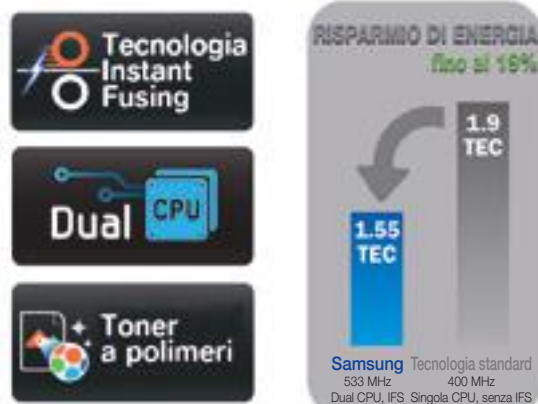 Tecnologia
Instant
Fusing
Dual CPU
Toner
a polimeri
RISPARMIO DI ENERGIA
fino al 19%
1.9
TEC
1.55
TEC
Samsung Tecnologia standard
533 MHz 400 MHz
Dual CPU, IFS Singola CPU, senza IFS